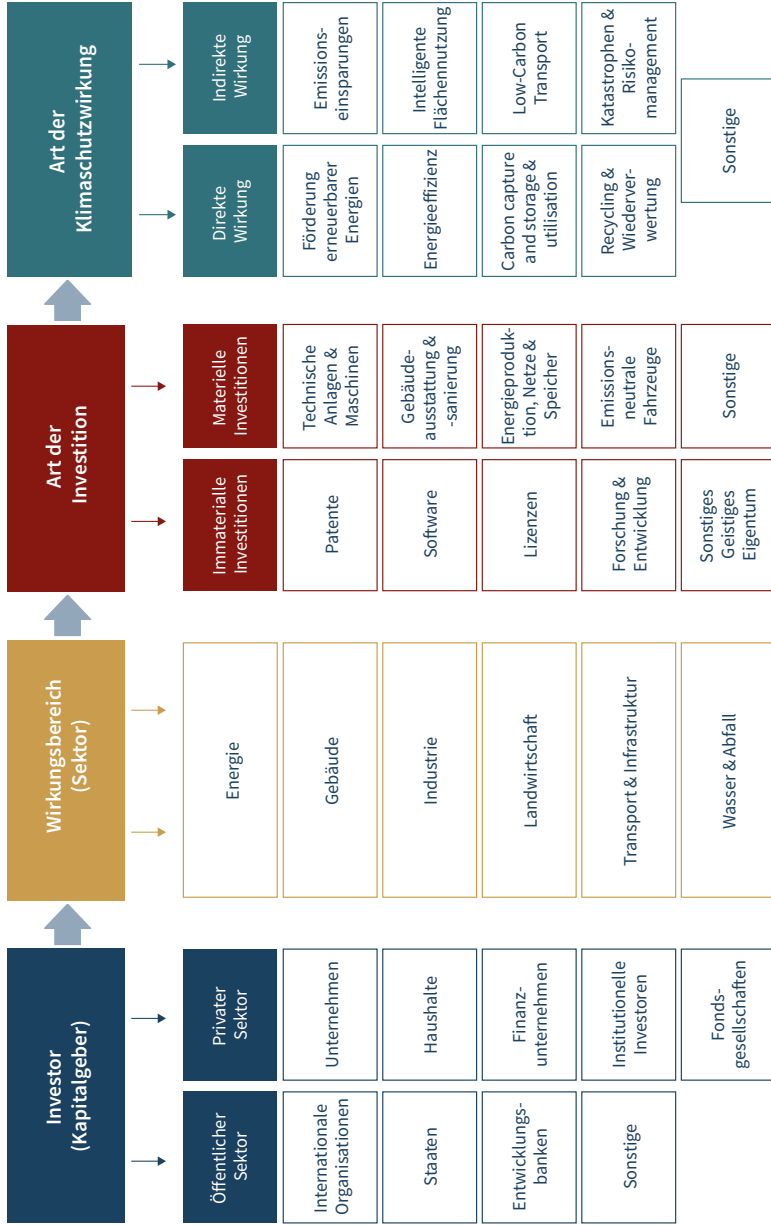 Investor
(Kapitalgeber)
Öffentlicher
Sektor
Internationale
Organisationen
Staaten
Entwicklungs-
banken
Sonstige
Privater
Sektor
Unternehmen
Haushalte
Finanz-
unternehmen
Institutionelle
Investoren
Fonds-
gesellschaften
Wirkungsbereich
(Sektor)
Energie
Gebäude
Industrie
Landwirtschaft
Transport & Infrastruktur
Wasser & Abfall
Art der
Investition
Immaterialle
Investitionen
Patente
Software
Lizenzen
Forschung &
Entwicklung
Sonstiges
Geistiges
Eigentum
Materielle
Investitionen
Technische
Anlagen &
Maschinen
Gebäude-
ausstattung &
-sanierung
Energieproduk-
tion, Netze &
Speicher
Emissions-
neutrale
Fahrzeuge
Sonstige
Art der
Klimaschutzwirkung
Direkte
Wirkung
Förderung
erneuerbarer
Energien
Energieeffizienz
Carbon capture
and storage &
utilisation
Recycling &
Wiederver-
wertung
Indirekte
Wirkung
Emissions-
einsparungen
Intelligente
Flächennutzung
Low-Carbon
Transport
Katastrophen &
Risiko-
management
Sonstige